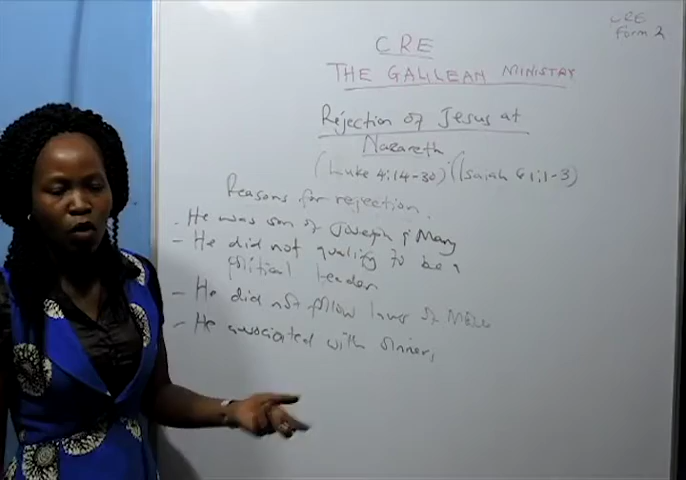 CRE
Form 2
CRE
THE GALILEAN MINISTRY
Rejection of Jesus at
Nazareth
(Luke 4:14-30) (Isaiah 61:1-3)
Reasons for rejection.
- He was son of Joseph & Mary
- He did not qualify to be a
political leader
- He did not follow laws of
- He associated with sinners